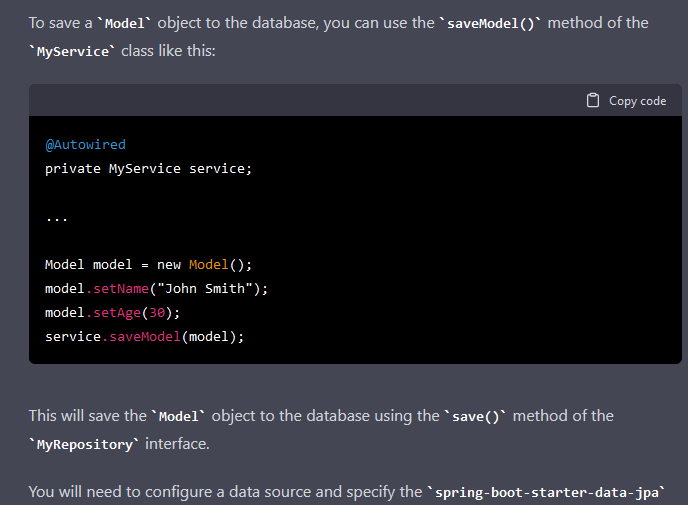 To save a `Model` object to the database, you can use the `saveModel()` method of the
`MyService` class like this:
Copy code
@Autowired
private MyService service;
...
Model model = new Model();
model.setName("John Smith");
model.setAge(30);
service.saveModel(model);
This will save the `Model` object to the database using the `save()` method of the
`MyRepository` interface.
You will need to configure a data source and specify the `spring-boot-starter-data-jpa`